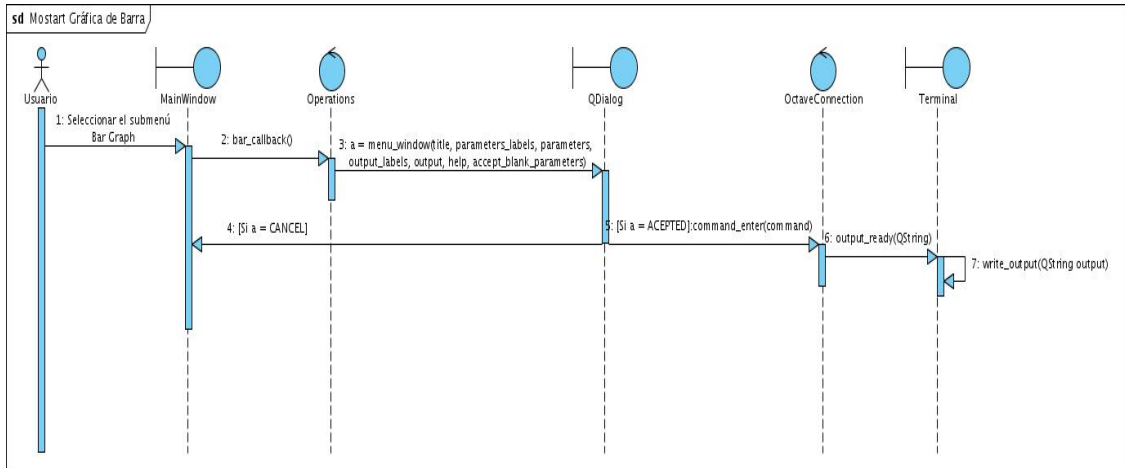 sd Mostart Gráfica de Barra
Usuario
MainWindow
Operations
QDialog
OctaveConnection
Terminal
1: Seleccionar el submenú
Bar Graph
2: bar_callback()
3: a = menu_window(title, parameters_labels, parameters,
output_labels, output, help, accept_blank_parameters)
4: [Si a = CANCEL]
5: [Si a = ACEPTED]:command_enter(command)
6: output_ready(QString)
7: write_output(QString output)